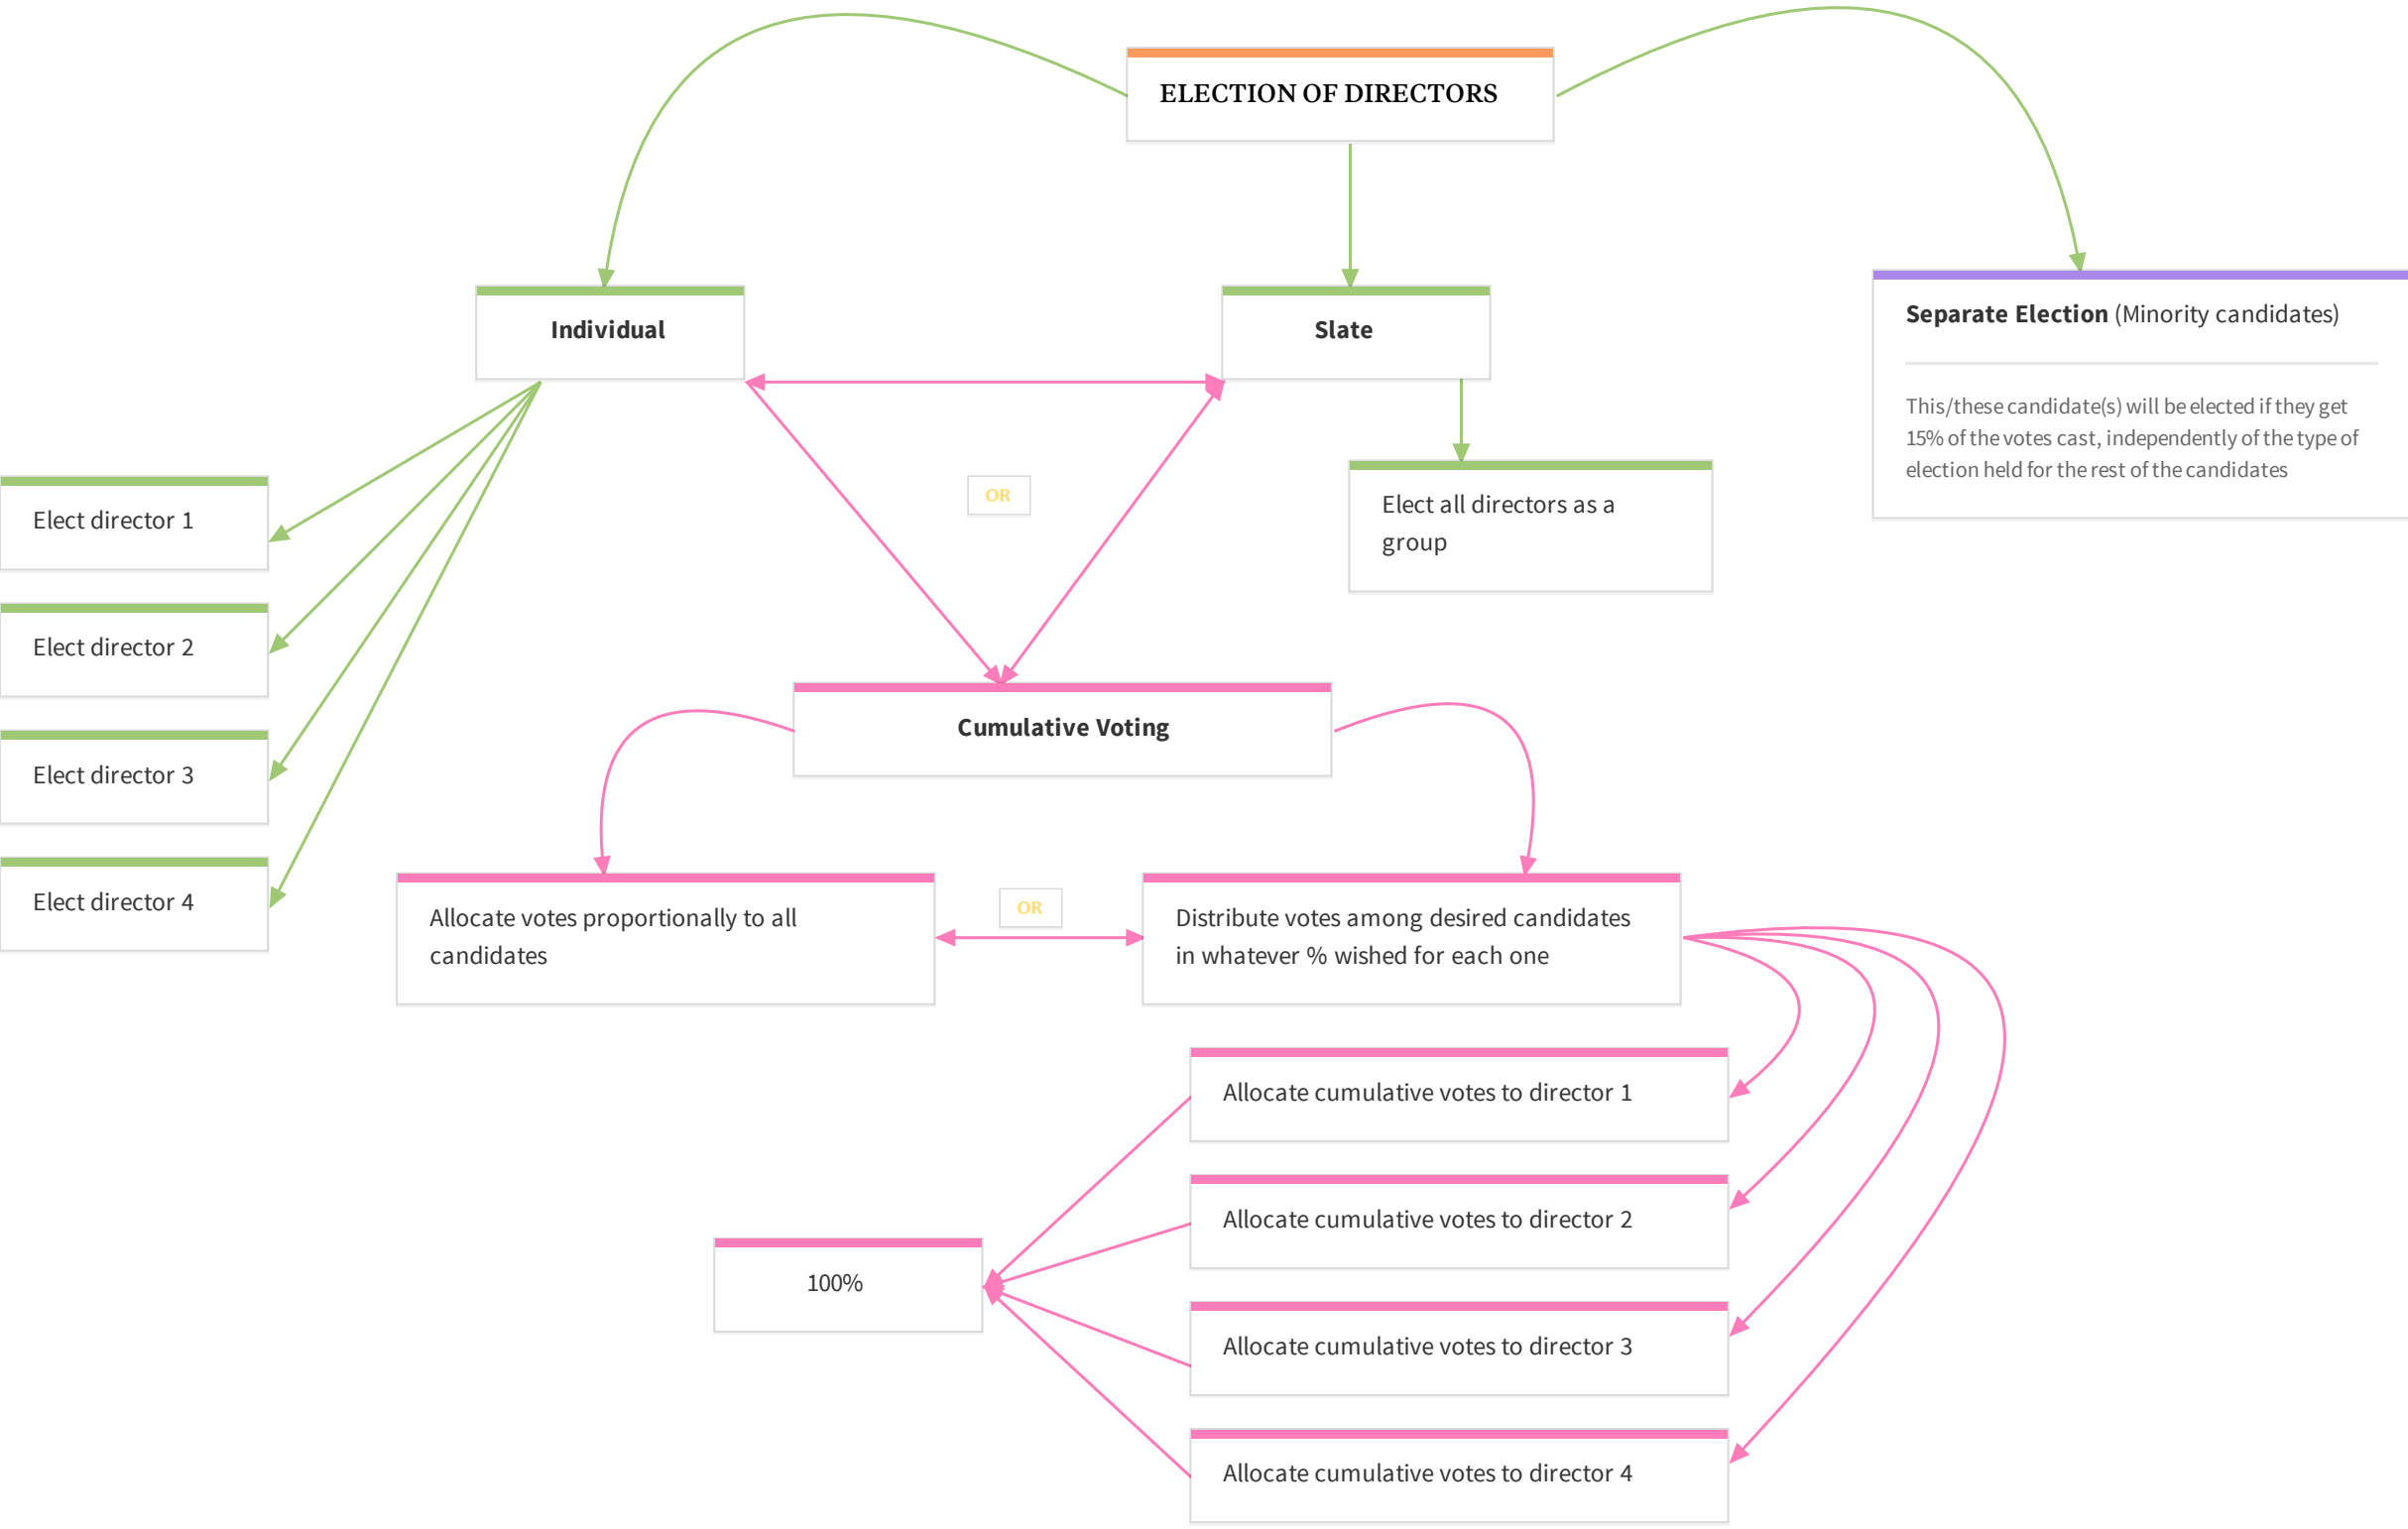 ELECTION OF DIRECTORS
Individual
Slate
Separate Election (Minority candidates)
This/these candidate(s) will be elected if they get
15% of the votes cast, independently of the type of
election held for the rest of the candidates
OR
Elect all directors as a
group
Elect director 1
Elect director 2
Elect director 3
Elect director 4
Cumulative Voting
Allocate votes proportionally to all
candidates
OR
Distribute votes among desired candidates
in whatever % wished for each one
Allocate cumulative votes to director 1
Allocate cumulative votes to director 2
100%
Allocate cumulative votes to director 3
Allocate cumulative votes to director 4